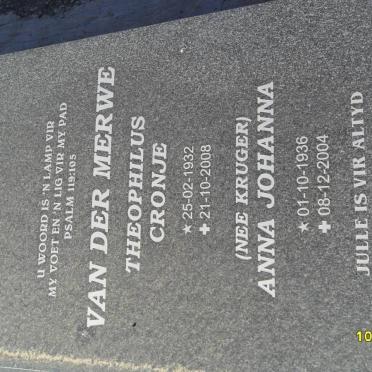 U WOORD IS 'N LAMP VIR
MY VOET EN 'N LIG VIR MY PAD
PSALM 119:105
VAN DER MERWE
THEOPHILUS
CRONJE
★ 25-02-1932
✚ 21-10-2008
(NEE KRUGER)
ANNA JOHANNA
★ 01-10-1936
✚ 08-12-2004
JULLE IS VIR ALTYD
10